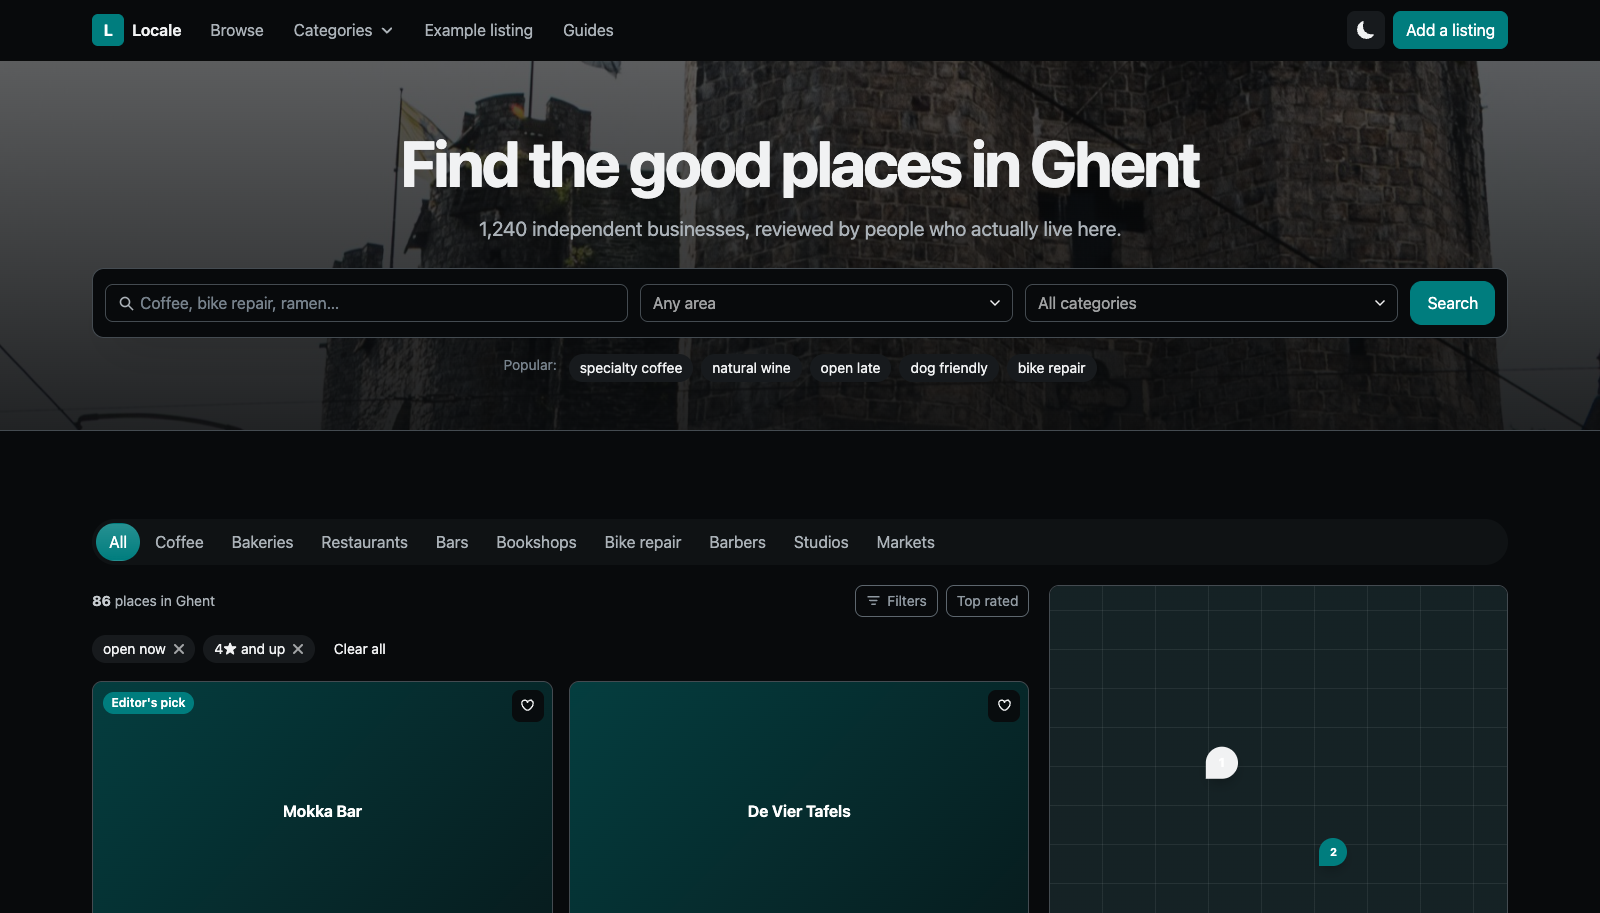 L Locale Browse Categories Example listing Guides Add a listing
Find the good places in Ghent
1,240 independent businesses, reviewed by people who actually live here.
Coffee, bike repair, ramen... Any area All categories Search
Popular: specialty coffee natural wine open late dog friendly bike repair
All Coffee Bakeries Restaurants Bars Bookshops Bike repair Barbers Studios Markets
86 places in Ghent Filters Top rated
open now 4★ and up Clear all
Editor's pick
1
Mokka Bar De Vier Tafels
2